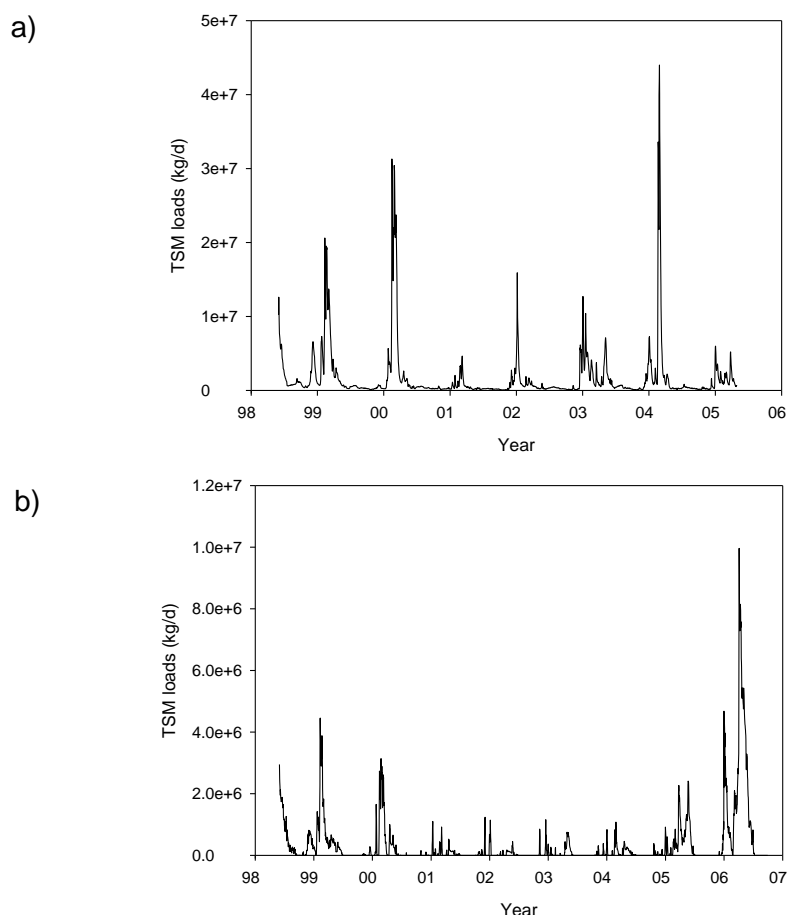 a)
5e+7
4e+7
3e+7
2e+7
1e+7
0
TSM loads (kg/d)
98 99 00 01 02 03 04 05 06
Year
b)
1.2e+7
1.0e+7
8.0e+6
6.0e+6
4.0e+6
2.0e+6
0.0
TSM loads (kg/d)
98 99 00 01 02 03 04 05 06 07
Year